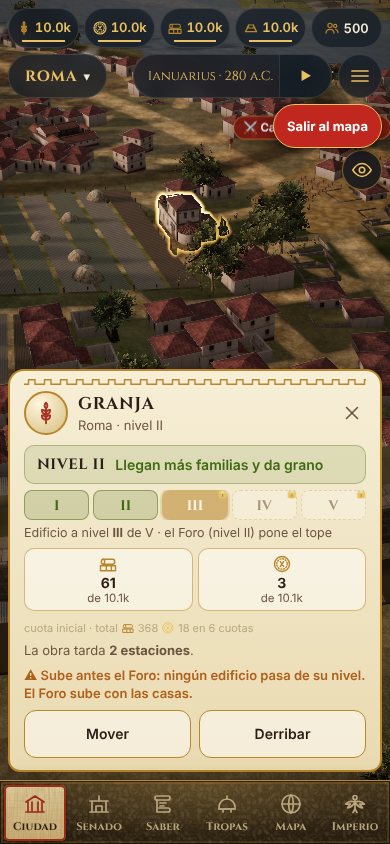 10.0k 10.0k 10.0k 10.0k 500
ROMA ▾ IANUARIUS · 280 A.C.
Salir al mapa
GRANJA
Roma · nivel II
NIVEL II Llegan más familias y da grano
I II III IV V
Edificio a nivel III de V · el Foro (nivel II) pone el tope
61 3
de 10.1k de 10.1k
cuota inicial · total 368 18 en 6 cuotas
La obra tarda 2 estaciones.
⚠ Sube antes el Foro: ningún edificio pasa de su nivel.
El Foro sube con las casas.
Mover Derribar
CIUDAD SENADO SABER TROPAS MAPA IMPERIO